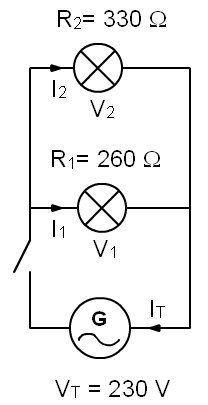 R₂= 330 Ω
I₂
V₂
R₁= 260 Ω
I₁
V₁
G
I_T
V_T = 230 V